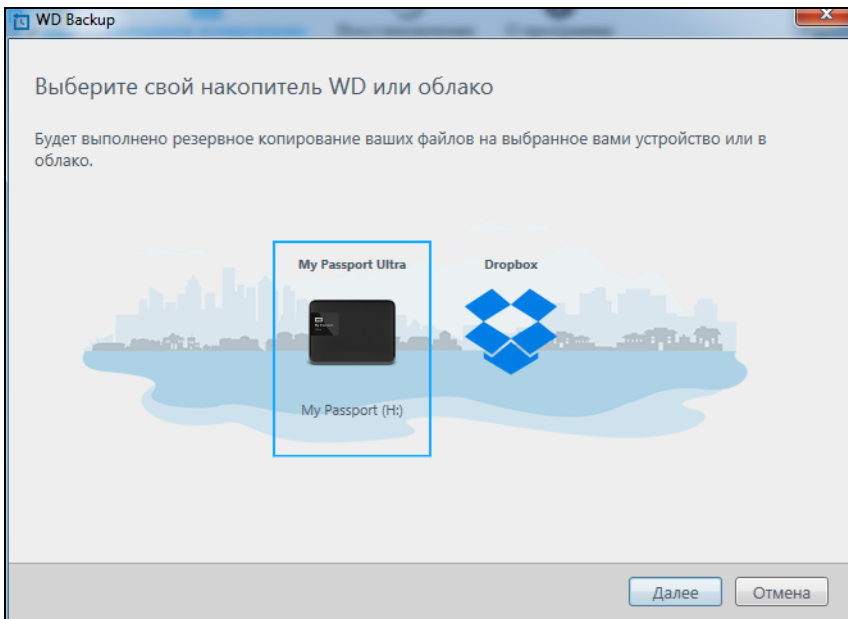 WD Backup
Выберите свой накопитель WD или облако
Будет выполнено резервное копирование ваших файлов на выбранное вами устройство или в
облако.
My Passport Ultra
Dropbox
My Passport (H:)
Далее
Отмена